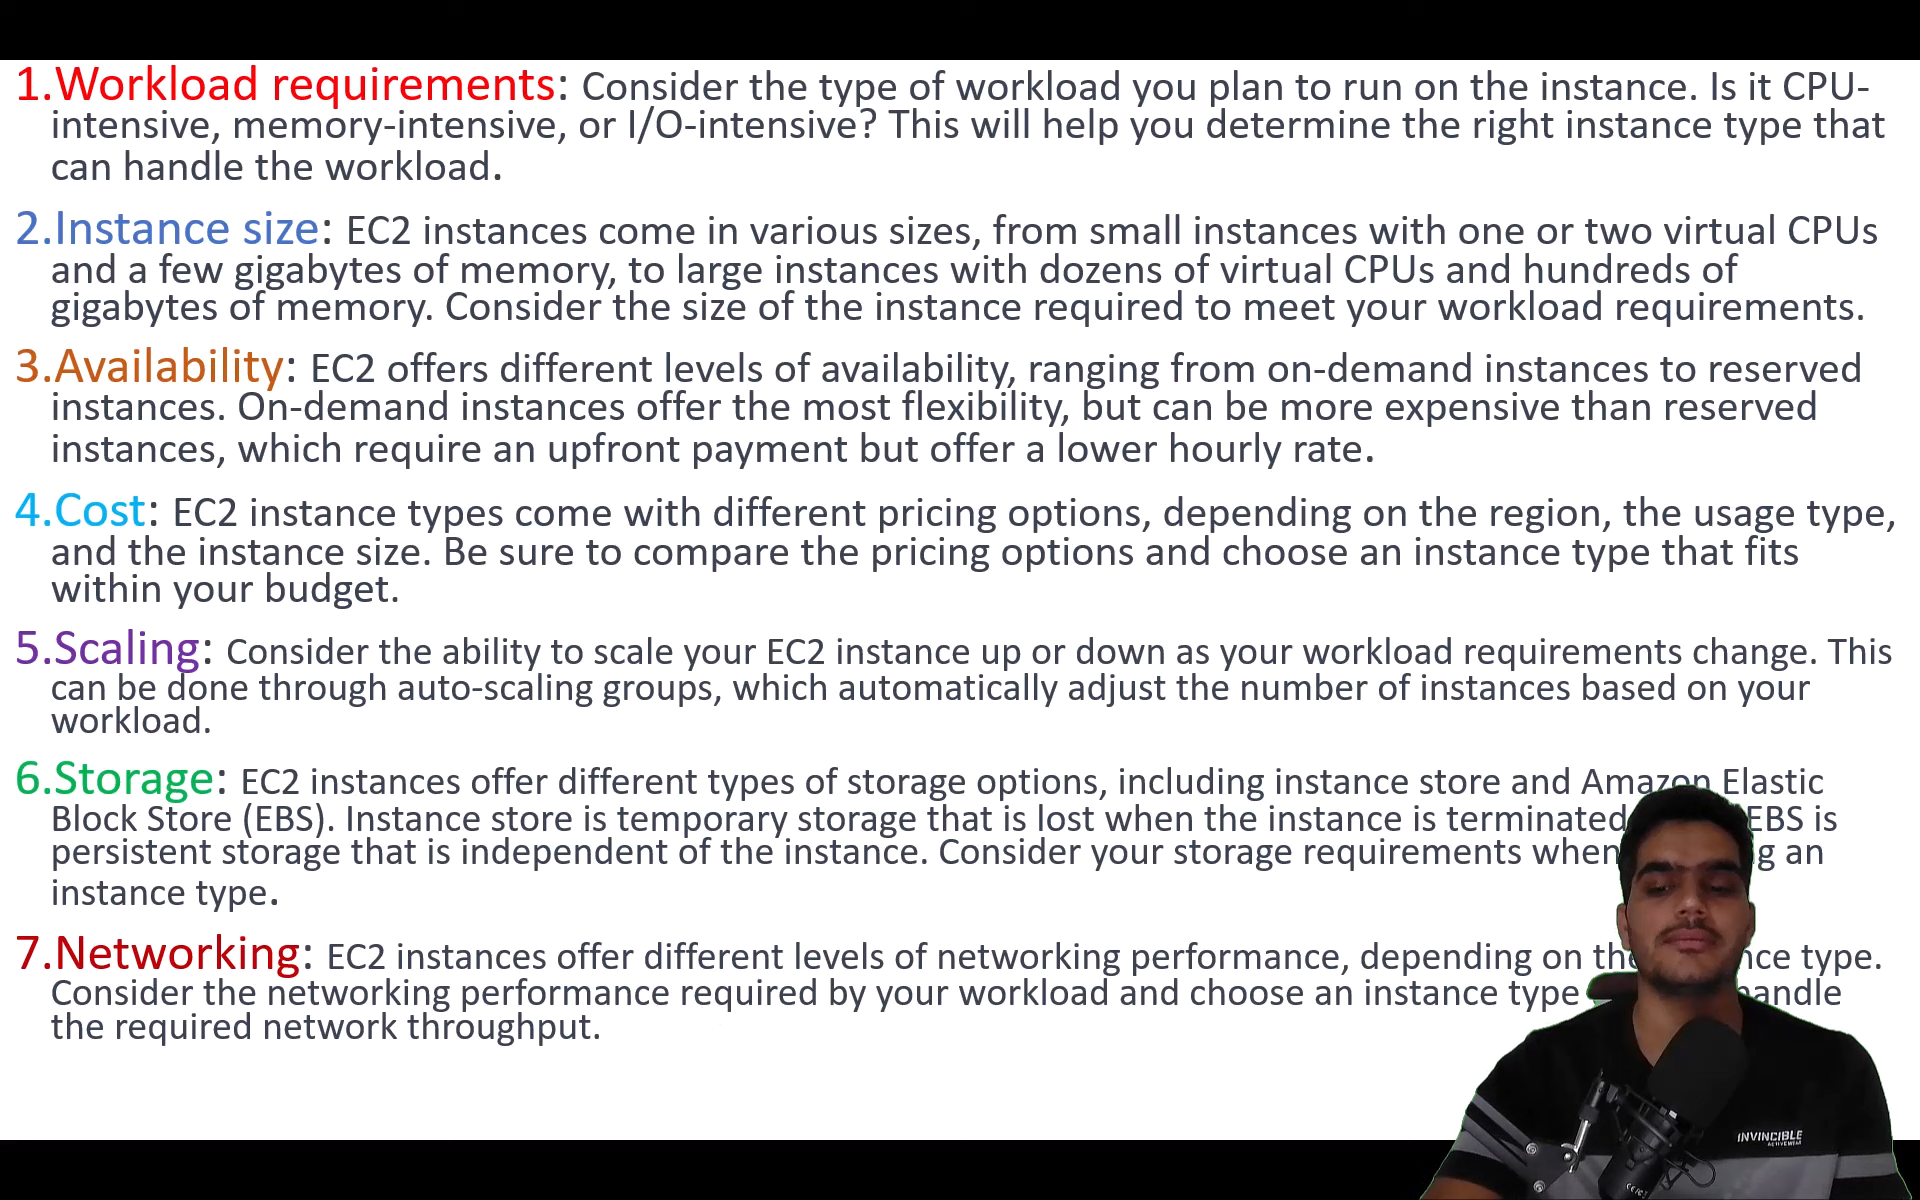 1.Workload requirements: Consider the type of workload you plan to run on the instance. Is it CPU-
intensive, memory-intensive, or I/O-intensive? This will help you determine the right instance type that
can handle the workload.
2.Instance size: EC2 instances come in various sizes, from small instances with one or two virtual CPUs
and a few gigabytes of memory, to large instances with dozens of virtual CPUs and hundreds of
gigabytes of memory. Consider the size of the instance required to meet your workload requirements.
3.Availability: EC2 offers different levels of availability, ranging from on-demand instances to reserved
instances. On-demand instances offer the most flexibility, but can be more expensive than reserved
instances, which require an upfront payment but offer a lower hourly rate.
4.Cost: EC2 instance types come with different pricing options, depending on the region, the usage type,
and the instance size. Be sure to compare the pricing options and choose an instance type that fits
within your budget.
5.Scaling: Consider the ability to scale your EC2 instance up or down as your workload requirements change. This
can be done through auto-scaling groups, which automatically adjust the number of instances based on your
workload.
6.Storage: EC2 instances offer different types of storage options, including instance store and Amazon Elastic
Block Store (EBS). Instance store is temporary storage that is lost when the instance is terminated EBS is
persistent storage that is independent of the instance. Consider your storage requirements when an
instance type.
7.Networking: EC2 instances offer different levels of networking performance, depending on the type.
Consider the networking performance required by your workload and choose an instance type handle
the required network throughput.
INVINCIBLE